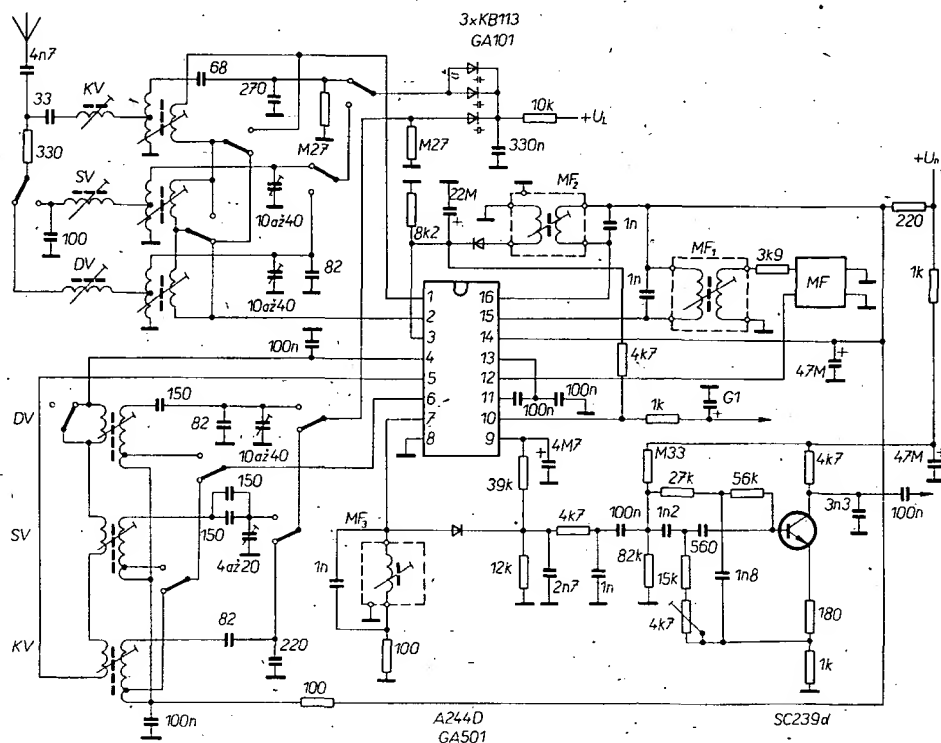 3xKB113
GA101
4n7
KV
68
270
10k
+UL
33
M27
M27
330n
330
+Un
SV
MF2
22M
10až40
1n
220
100
8k2
MF1
DV
82
3k9
MF
1k
10až40
1n
1 16
2 15
3 14
100n
4 13
4k7
47M
5 12
100n
6 11
100n
G1
150
7 10
1k
DV
82
8 9
10až40
4M7
M33
4k7
47M
150
39k
27k
56k
MF3
4k7
100n
1n2
3n3
100n
SV
150
560
4až20
1n
12k
82k
15k
1n8
2n7
1n
4k7
180
82
KV
220
100
1k
100
100n
A244D
GA501
SC239d